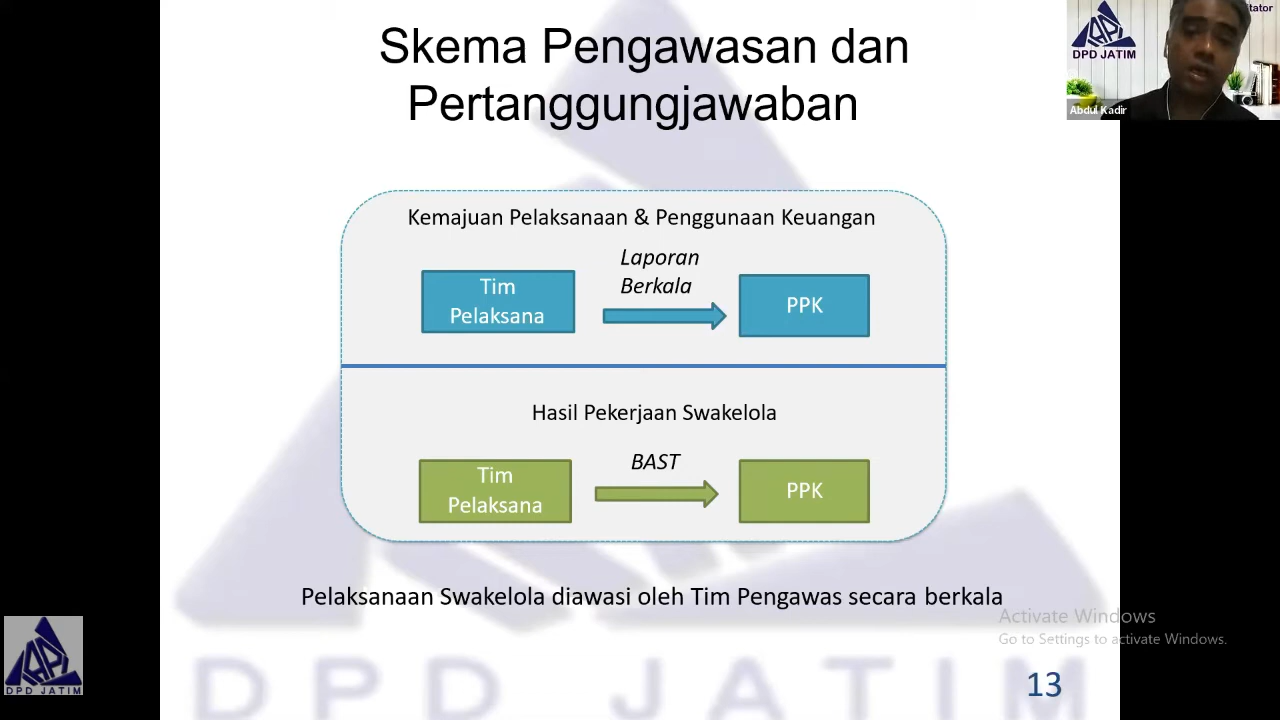 Skema Pengawasan dan
Pertanggungjawaban
tator
DPD JATIM
Abdul Kadir
Kemajuan Pelaksanaan & Penggunaan Keuangan
Laporan
Berkala
Tim
Pelaksana
PPK
Hasil Pekerjaan Swakelola
BAST
Tim
Pelaksana
PPK
Pelaksanaan Swakelola diawasi oleh Tim Pengawas secara berkala
Activate Windows
Go to Settings to activate Windows.
IAPI
DPD JATIM
DPD JATIM
13